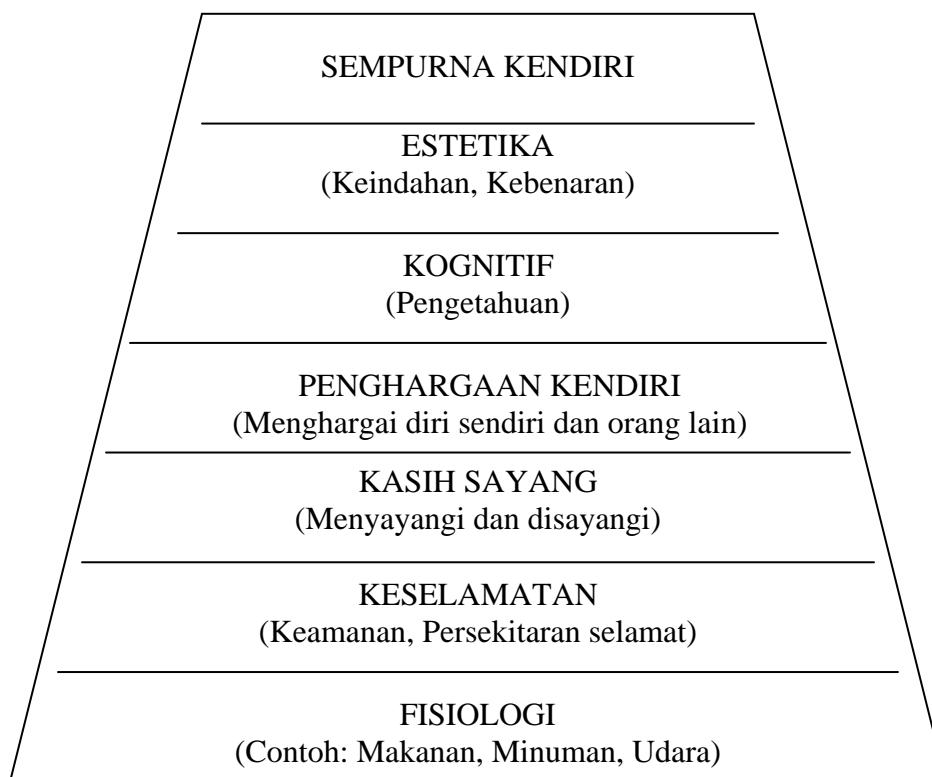 SEMPURNA KENDIRI
ESTETIKA
(Keindahan, Kebenaran)
KOGNITIF
(Pengetahuan)
PENGHARGAAN KENDIRI
(Menghargai diri sendiri dan orang lain)
KASIH SAYANG
(Menyayangi dan disayangi)
KESELAMATAN
(Keamanan, Persekitaran selamat)
FISIOLOGI
(Contoh: Makanan, Minuman, Udara)